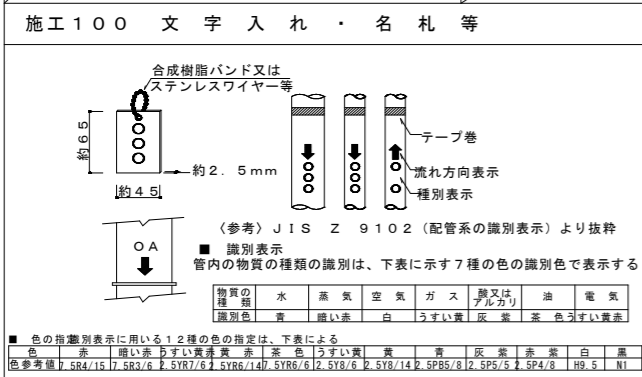 施工100 文字入れ・名札等
合成樹脂バンド又は
ステンレスワイヤー等
約65
約2.5mm
約45
テープ巻
流れ方向表示
種別表示
OA
〈参考〉JIS Z 9102（配管系の識別表示）より抜粋
■ 識別表示
管内の物質の種類の識別は、下表に示す7種の色の識別色で表示する
物質の種類 水 蒸気 空気 ガス 酸又はアルカリ 油 電気
識別色 青 暗い赤 白 うすい黄 灰紫 茶色 うすい黄赤
■ 色の指定 識別表示に用いる12種の色の指定は、下表による
色 赤 暗い赤 うすい黄赤 黄赤 茶色 うすい黄 黄 青 灰紫 赤紫 白 黒
色参考値 7.5R4/15 7.5R3/6 2.5YR7/6 2.5YR6/14 7.5YR6/6 2.5Y8/6 2.5Y8/14 2.5PB5/8 2.5P5/5 2.5P4/8 H9.5 N1